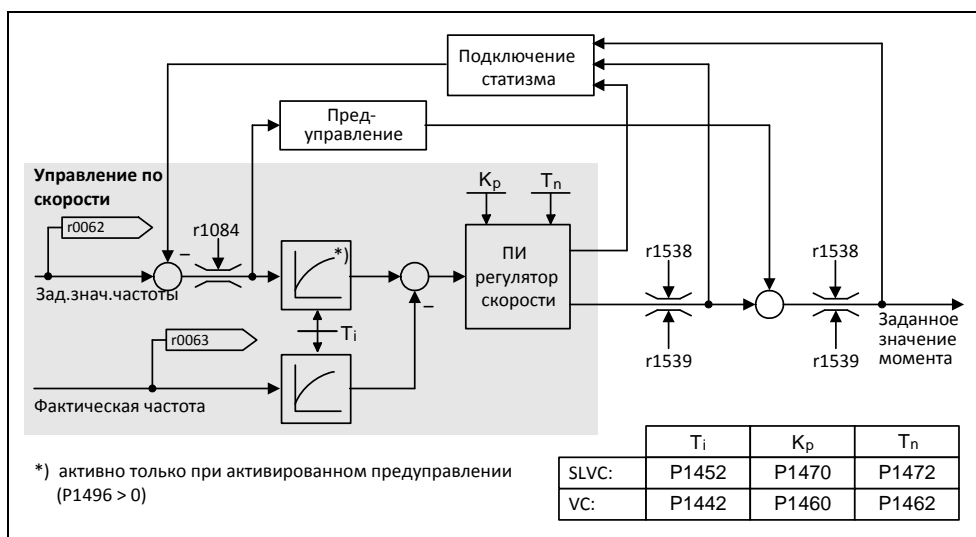 Подключение
статизма
Пред-
управление
Управление по
скорости
r0062
r1084
Зад.знач.частоты
*)
Kp
Tn
ПИ
регулятор
скорости
r1538
r1539
r1538
r1539
Заданное
значение
момента
r0063
Ti
Фактическая частота
*) активно только при активированном предуправлении
(P1496 > 0)
Ti Kp Tn
SLVC: P1452 P1470 P1472
VC: P1442 P1460 P1462